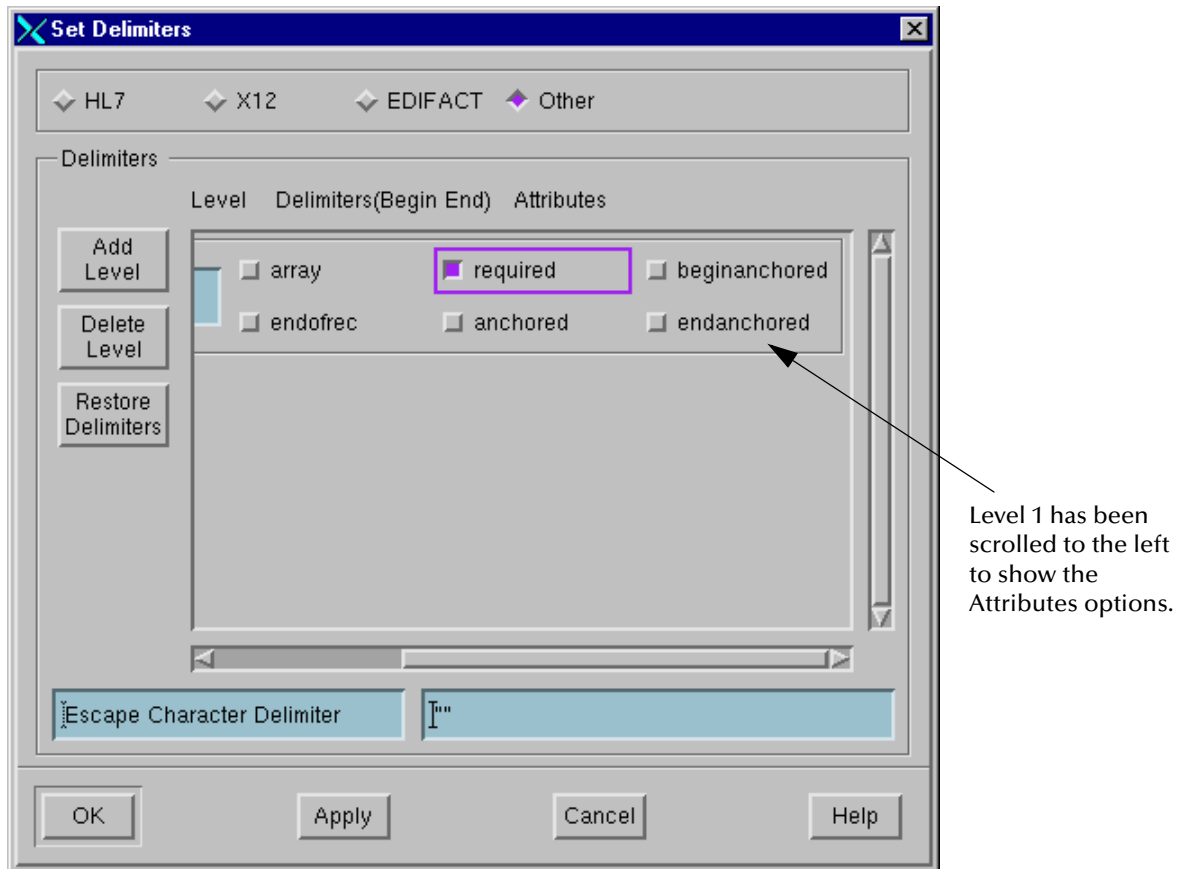 Set Delimiters
HL7 X12 EDIFACT Other
Delimiters
Level Delimiters(Begin End) Attributes
Add
Level
Delete
Level
Restore
Delimiters
array required beginanchored
endofrec anchored endanchored
Level 1 has been
scrolled to the left
to show the
Attributes options.
Escape Character Delimiter ""
OK Apply Cancel Help